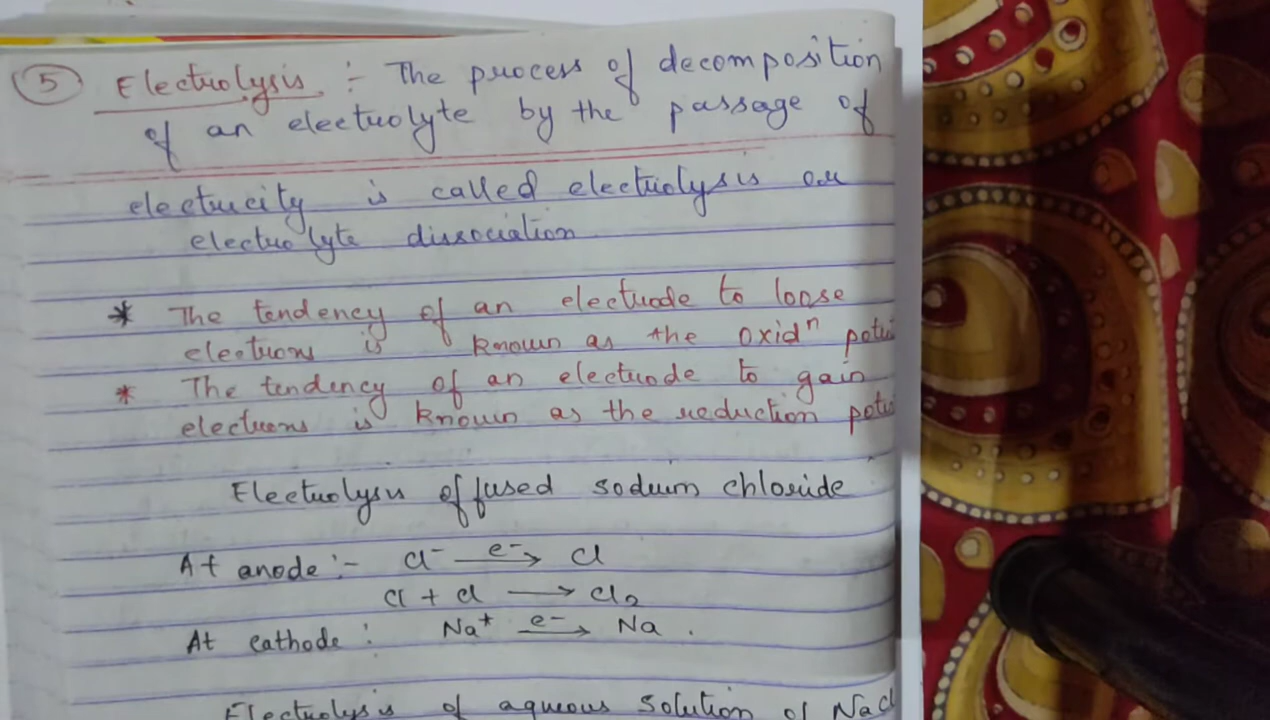 5 Electrolysis :- The process of decomposition
of an electrolyte by the passage of
electricity is called electrolysis or
electrolyte dissociation
* The tendency of an electrode to loose
electrons is known as the oxidⁿ
* The tendency of an electrode to gain
electrons is known as the reduction
Electrolysis of fused sodium chloride
At anode :- Cl⁻ —e⁻→ Cl
Cl + Cl ⟶ Cl₂
At cathode : Na⁺ —e⁻→ Na .
Electrolysis of aqueous solution of NaCl